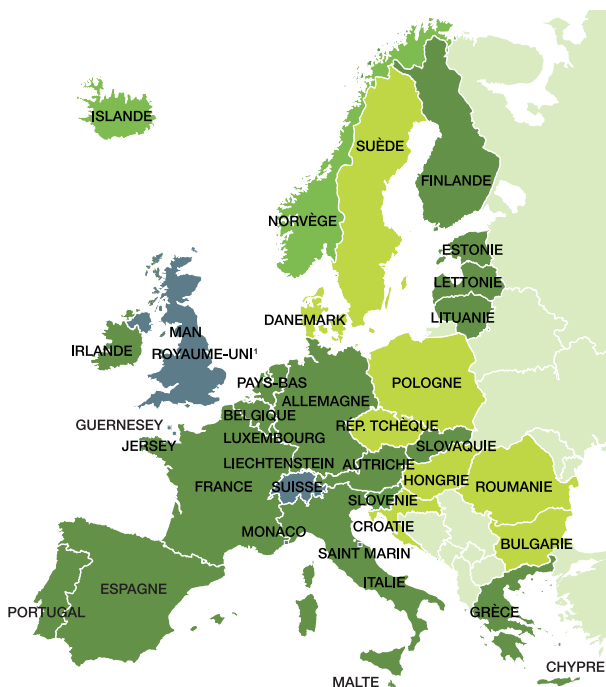 ISLANDE
SUÈDE
FINLANDE
NORVÈGE
ESTONIE
LETTONIE
LITUANIE
DANEMARK
MAN
IRLANDE
ROYAUME-UNI¹
PAYS-BAS
POLOGNE
ALLEMAGNE
BELGIQUE
GUERNESEY
RÉP. TCHÈQUE
LUXEMBOURG
JERSEY
SLOVAQUIE
LIECHTENSTEIN
AUTRICHE
FRANCE
SUISSE
HONGRIE
ROUMANIE
SLOVENIE
CROATIE
MONACO
BULGARIE
SAINT MARIN
ITALIE
ESPAGNE
PORTUGAL
GRÈCE
CHYPRE
MALTE